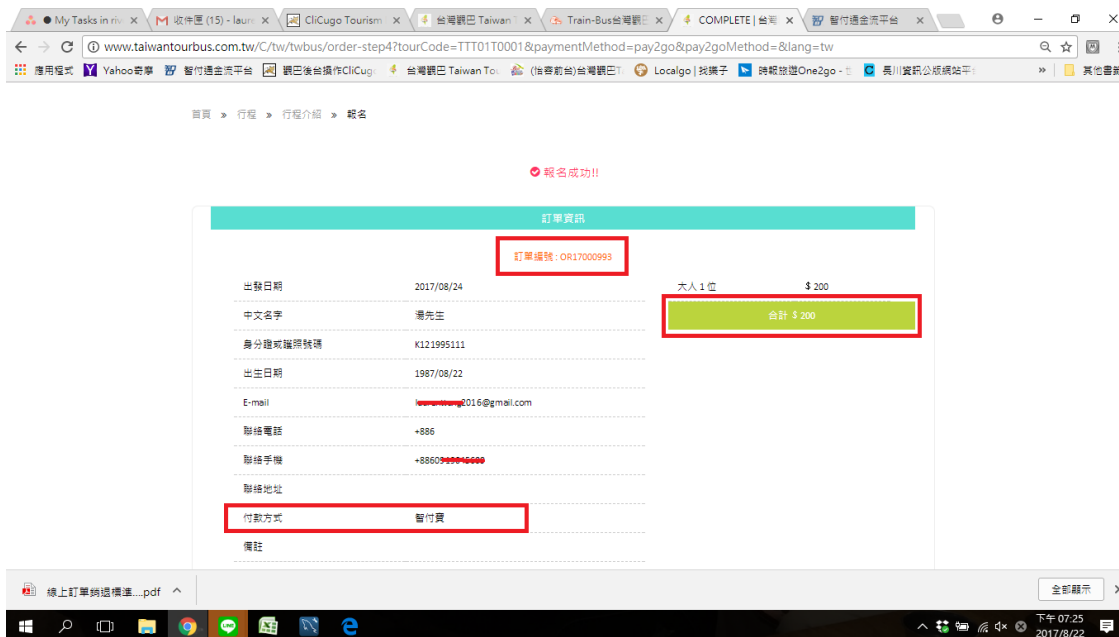 My Tasks in riv
收件匣 (15) - laure
CliCugo Tourism
台灣觀巴 Taiwan T
Train-Bus台灣觀巴
COMPLETE | 台灣
智付通金流平台
www.taiwantourbus.com.tw/C/tw/twbus/order-step4?tourCode=TTT01T0001&paymentMethod=pay2go&pay2goMethod=&lang=tw
應用程式
Yahoo奇摩
智付通金流平台
觀巴後台操作CliCug
台灣觀巴 Taiwan Tou
(怡容前台)台灣觀巴T
Localgo | 找樂子
時報旅遊One2go -
長川資訊公版網站平
»
其他書籤
首頁 » 行程 » 行程介紹 » 報名
報名成功!!
訂單資訊
訂單編號 : OR17000993
出發日期 2017/08/24
大人 1 位 $ 200
中文名字 湯先生
合計 $ 200
身分證或護照號碼 K121995111
出生日期 1987/08/22
E-mail 2016@gmail.com
聯絡電話 +886
聯絡手機 +8860
聯絡地址
付款方式 智付寶
備註
線上訂單銷退標準....pdf
全部顯示
下午 07:25
2017/8/22